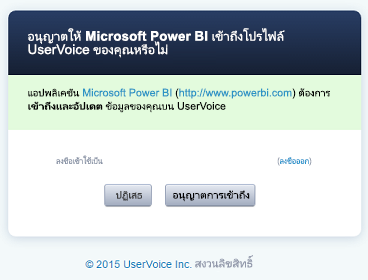 อนุญาตให้ Microsoft Power BI เข้าถึงโปรไฟล์
UserVoice ของคุณหรือไม่
แอปพลิเคชัน Microsoft Power BI (http://www.powerbi.com) ต้องการ
เข้าถึงและอัปเดต ข้อมูลของคุณบน UserVoice
ลงชื่อเข้าใช้เป็น (ลงชื่อออก)
ปฏิเสธ อนุญาตการเข้าถึง
© 2015 UserVoice Inc. สงวนลิขสิทธิ์